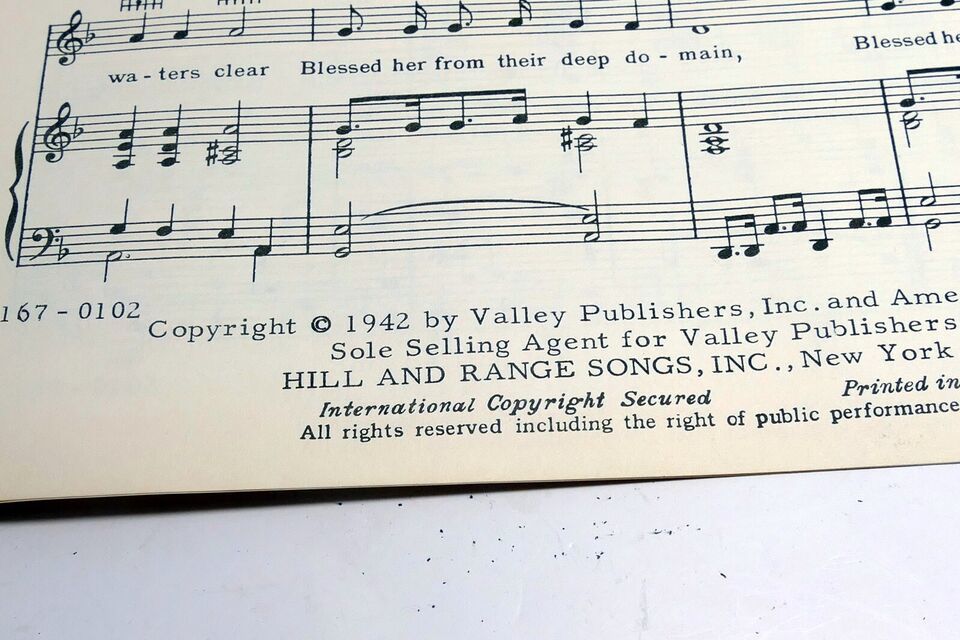 wa - ters clear Blessed her from their deep do - main, Blessed he
167 - 0102
Copyright © 1942 by Valley Publishers, Inc. and Ame
Sole Selling Agent for Valley Publishers
HILL AND RANGE SONGS, INC., New York
International Copyright Secured Printed in
All rights reserved including the right of public performance